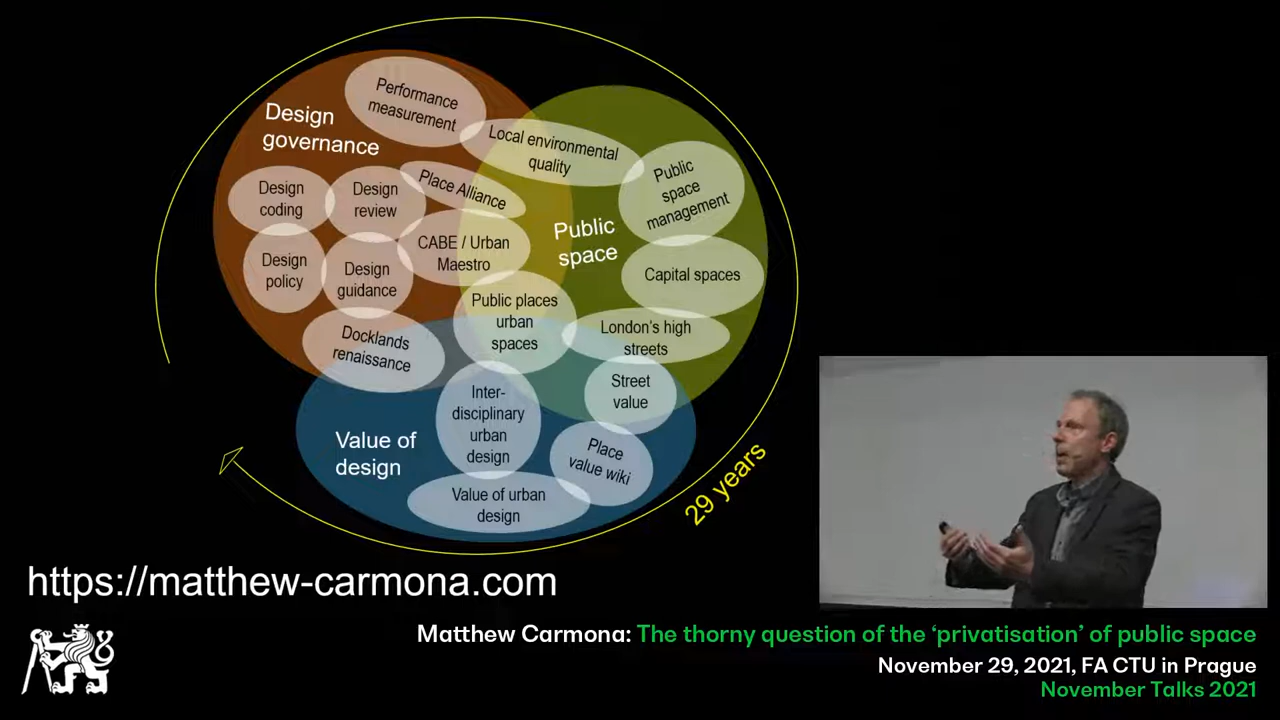 Performance
measurement
Design
governance
Local environmental
quality
Public
space
management
Place Alliance
Design
coding
Design
review
Public
space
CABE / Urban
Maestro
Design
policy
Design
guidance
Capital spaces
Public places
urban
spaces
London's high
streets
Docklands
renaissance
Street
value
Inter-
disciplinary
urban
design
Value of
design
Place
value wiki
Value of urban
design
29 years
https://matthew-carmona.com
Matthew Carmona: The thorny question of the ‘privatisation’ of public space
November 29, 2021, FA CTU in Prague
November Talks 2021